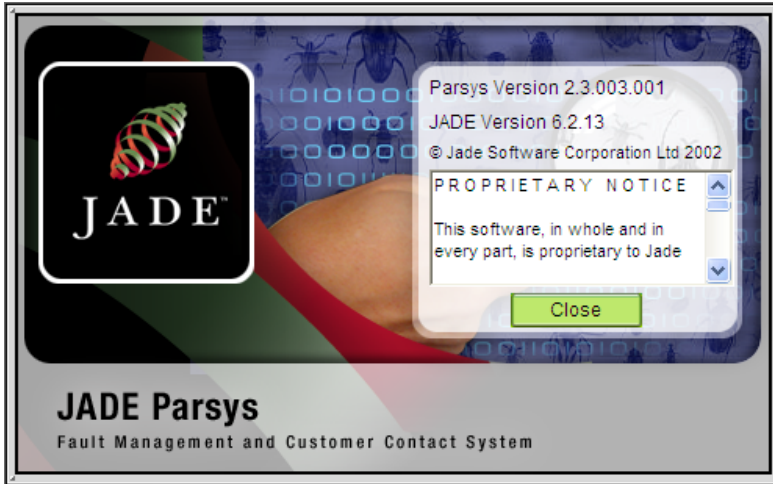 JADE™
Parsys Version 2.3.003.001
JADE Version 6.2.13
© Jade Software Corporation Ltd 2002
PROPRIETARY NOTICE
This software, in whole and in
every part, is proprietary to Jade
Close
JADE Parsys
Fault Management and Customer Contact System